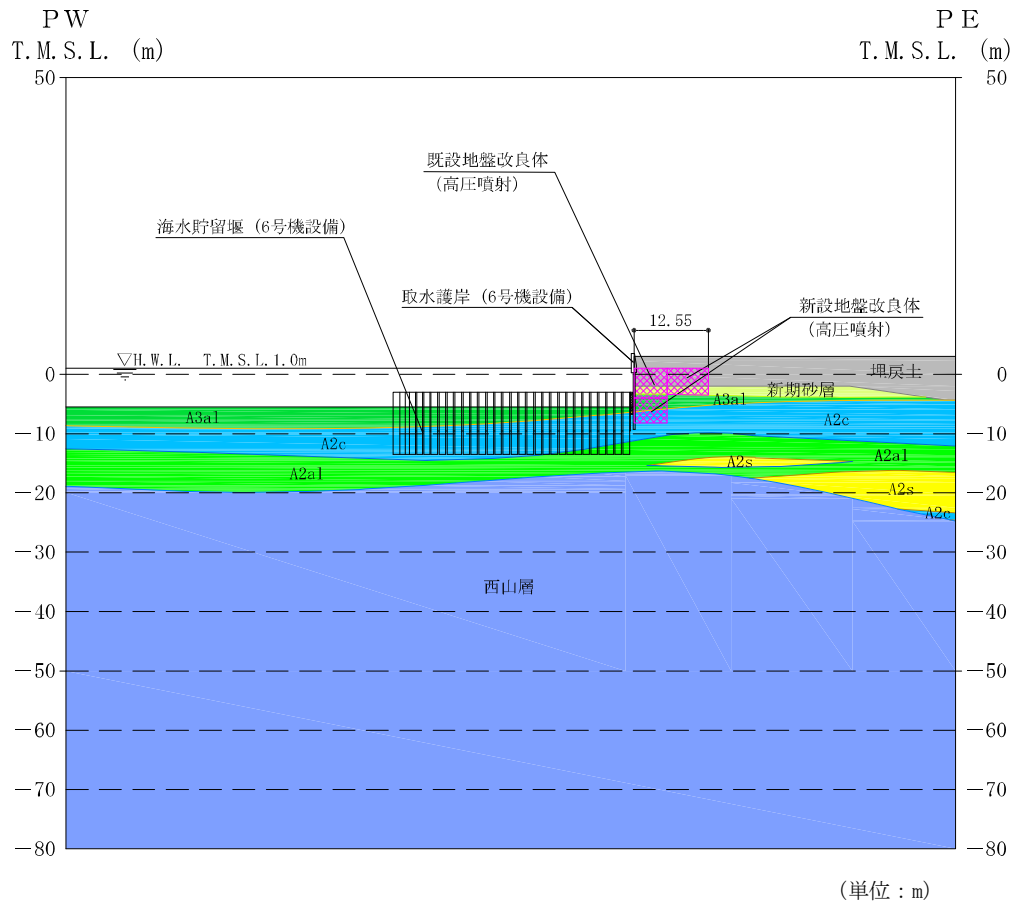 PW
PE
T.M.S.L. (m)
T.M.S.L. (m)
50
50
既設地盤改良体
(高圧噴射)
海水貯留堰 (6号機設備)
取水護岸 (6号機設備)
新設地盤改良体
(高圧噴射)
12.55
▽H.W.L. T.M.S.L.1.0m
0
埋戻土
0
新期砂層
A3a1
A3a1
A2c
−10
A2c
−10
A2a1
A2s
A2a1
−20
A2s
−20
A2c
−30
−30
西山層
−40
−40
−50
−50
−60
−60
−70
−70
−80
−80
(単位：m)